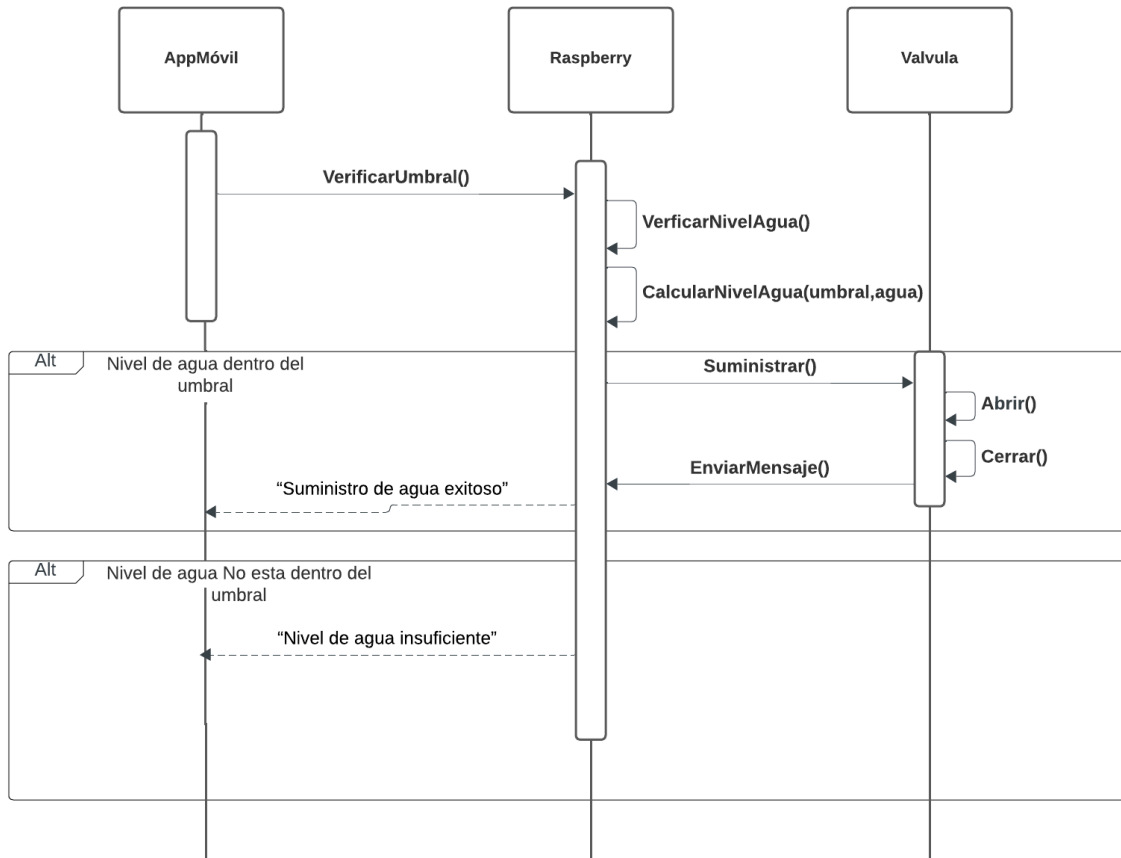 AppMóvil
Raspberry
Valvula
VerificarUmbral()
VerficarNivelAgua()
CalcularNivelAgua(umbral,agua)
Alt
Nivel de agua dentro del
umbral
Suministrar()
Abrir()
Cerrar()
EnviarMensaje()
“Suministro de agua exitoso”
Alt
Nivel de agua No esta dentro del
umbral
“Nivel de agua insuficiente”